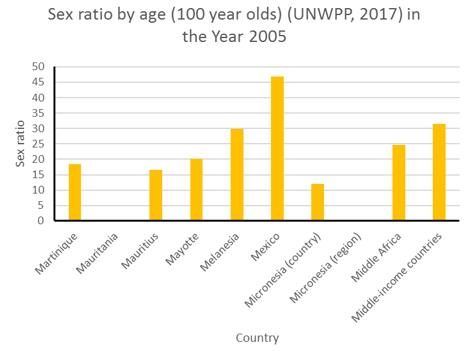 Sex ratio by age (100 year olds) (UNWPP, 2017) in
the Year 2005
50
45
40
35
30
25
20
15
10
5
0
Sex ratio
Martinique
Mauritania
Mauritius
Mayotte
Melanesia
Mexico
Micronesia (country)
Micronesia (region)
Middle Africa
Middle-income countries
Country